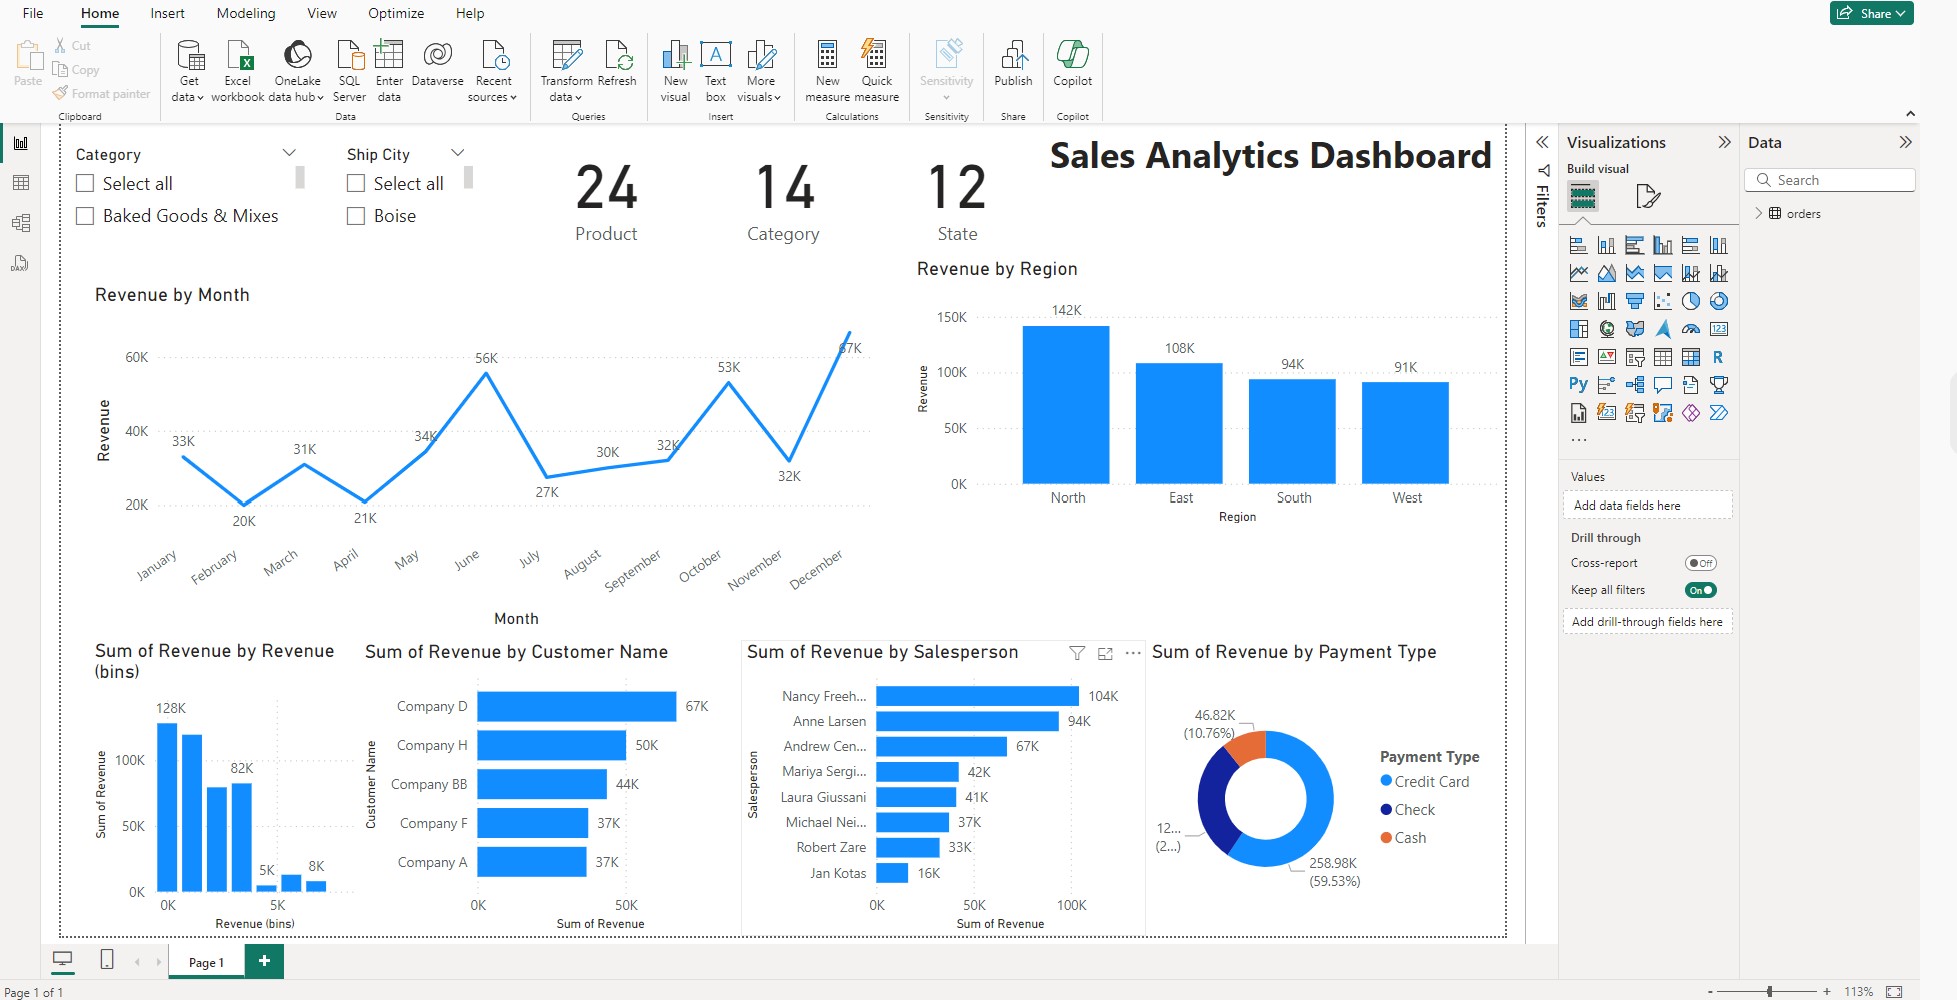 File Home Insert Modeling View Optimize Help
Share
Paste
Cut
Copy
Format painter
Clipboard
Get data
Excel workbook
OneLake data hub
SQL Server
Enter data
Dataverse
Recent sources
Data
Transform data
Refresh
Queries
New visual
Text box
More visuals
Insert
New measure
Quick measure
Calculations
Sensitivity
Sensitivity
Publish
Share
Copilot
Copilot
Category
Select all
Baked Goods & Mixes
Ship City
Select all
Boise
24
Product
14
Category
12
State
Sales Analytics Dashboard
Revenue by Month
Revenue
60K
40K
20K
33K
20K
31K
21K
34K
56K
27K
30K
32K
53K
32K
67K
January February March April May June July August September October November December
Month
Revenue by Region
Revenue
150K
100K
50K
0K
142K
108K
94K
91K
North East South West
Region
Sum of Revenue by Revenue
(bins)
Sum of Revenue
100K
50K
0K
128K
82K
5K
8K
0K 5K
Revenue (bins)
Sum of Revenue by Customer Name
Customer Name
Company D 67K
Company H 50K
Company BB 44K
Company F 37K
Company A 37K
0K 50K
Sum of Revenue
Sum of Revenue by Salesperson
Salesperson
Nancy Freeh... 104K
Anne Larsen 94K
Andrew Cen... 67K
Mariya Sergi... 42K
Laura Giussani 41K
Michael Nei... 37K
Robert Zare 33K
Jan Kotas 16K
0K 50K 100K
Sum of Revenue
Sum of Revenue by Payment Type
46.82K
(10.76%)
12...
(2...)
258.98K
(59.53%)
Payment Type
Credit Card
Check
Cash
Filters
Visualizations
Build visual
123
R
Py
123
...
Values
Add data fields here
Drill through
Cross-report
Off
Keep all filters
On
Add drill-through fields here
Data
Search
orders
DAX
Page 1
+
Page 1 of 1
- + 113%